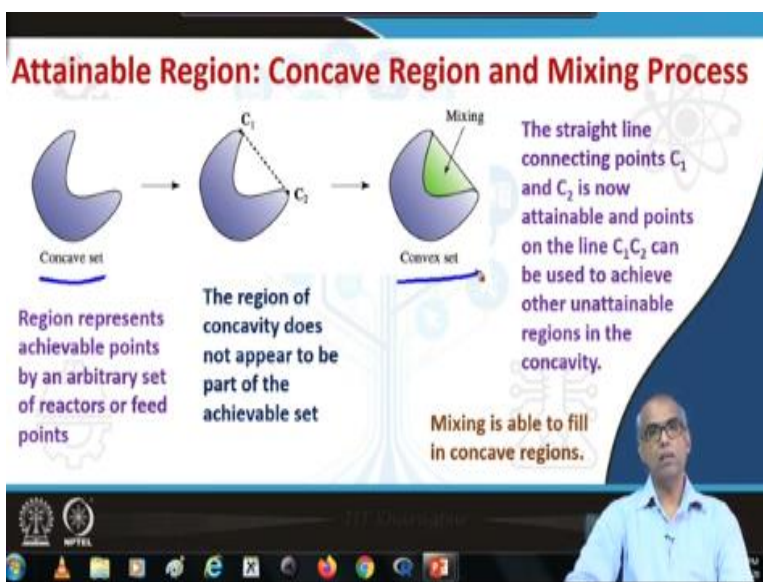 Attainable Region: Concave Region and Mixing Process
C₁
C₂
Mixing
Concave set
Convex set
Region represents
achievable points
by an arbitrary set
of reactors or feed
points
The region of
concavity does
not appear to be
part of the
achievable set
The straight line
connecting points C₁
and C₂ is now
attainable and points
on the line C₁C₂ can
be used to achieve
other unattainable
regions in the
concavity.
Mixing is able to fill
in concave regions.
NPTEL